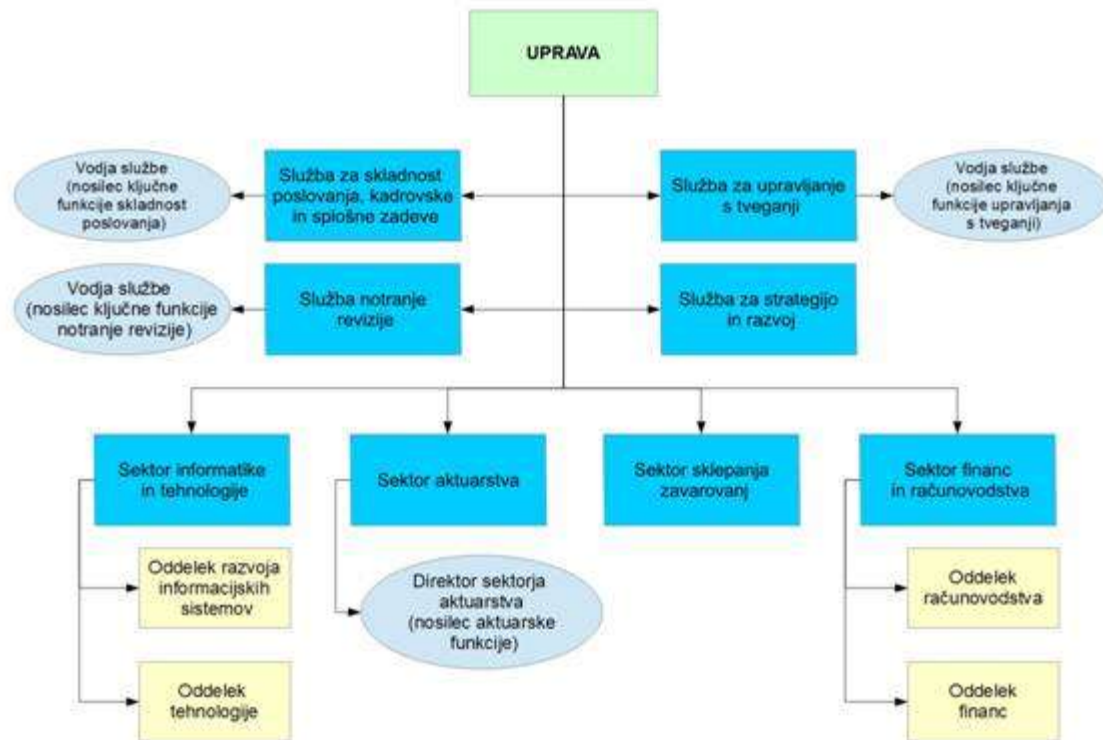 UPRAVA
Vodja službe
(nosilec ključne
funkcije skladnost
poslovanja)
Služba za skladnost
poslovanja, kadrovske
in splošne zadeve
Služba za upravljanje
s tveganji
Vodja službe
(nosilec ključne
funkcije upravljanja
s tveganji)
Vodja službe
(nosilec ključne funkcije
notranje revizije)
Služba notranje
revizije
Služba za strategijo
in razvoj
Sektor informatike
in tehnologije
Sektor aktuarstva
Sektor sklepanja
zavarovanj
Sektor financ
in računovodstva
Oddelek razvoja
informacijskih
sistemov
Direktor sektorja
aktuarstva
(nosilec aktuarske
funkcije)
Oddelek
računovodstva
Oddelek
tehnologije
Oddelek
financ